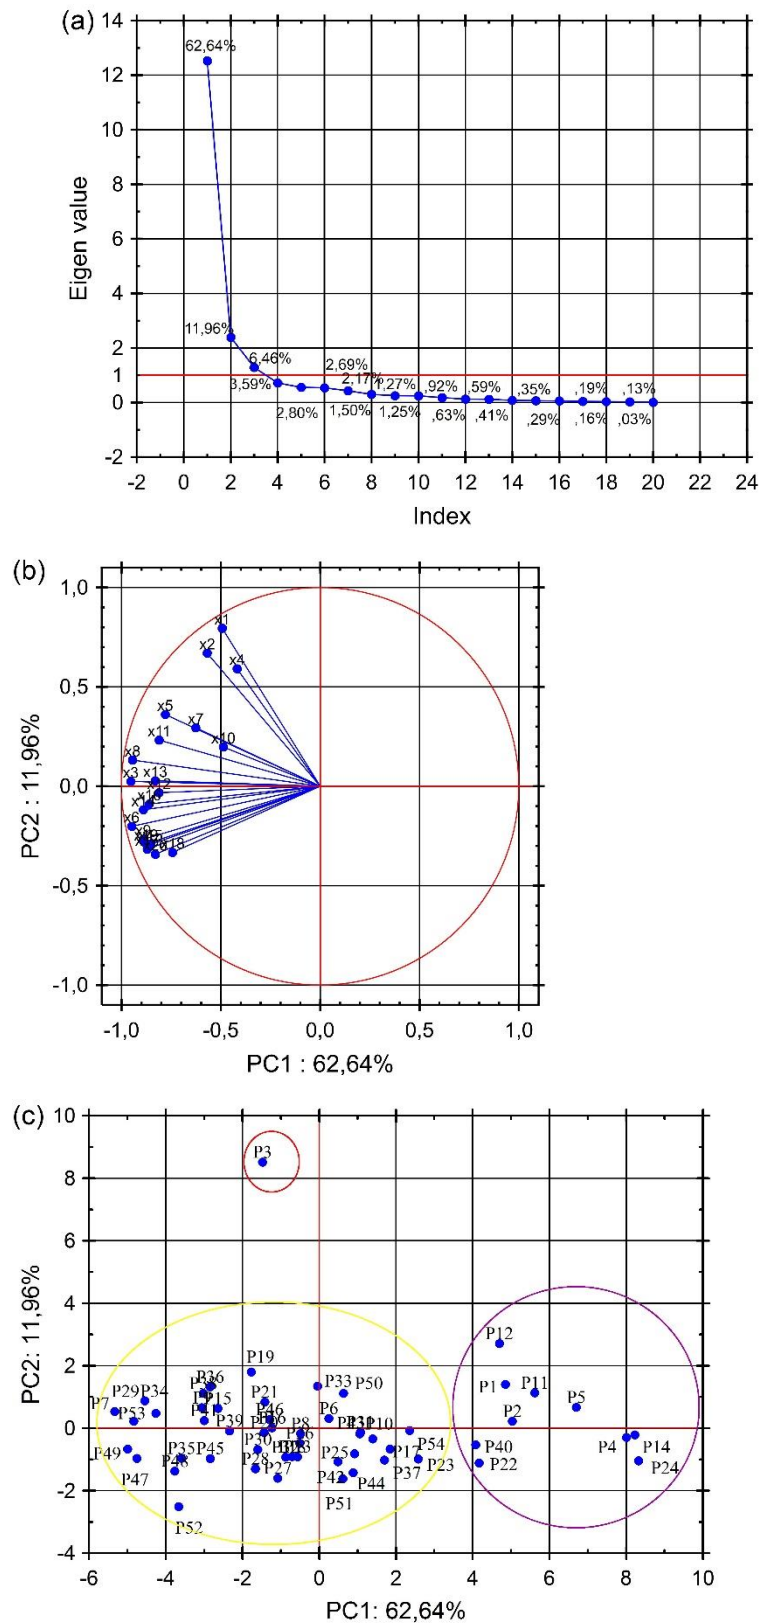 (a)
14
62,64%
12
10
8
Eigen value
6
4
11,96%
2
6,46%
2,69%
2,17%
1,27%
,92%
,59%
,35%
,19%
,13%
1
3,59%
0
2,80%
1,50%
1,25%
,63%
,41%
,29%
,16%
,03%
-2
-2 0 2 4 6 8 10 12 14 16 18 20 22 24
Index
(b)
1,0
x1
x2
x4
0,5
x5
x7
x11
x10
x8
x3
x13
0,0
x6
x18
PC2 : 11,96%
-0,5
-1,0
-1,0 -0,5 0,0 0,5 1,0
PC1 : 62,64%
(c)
10
P3
8
6
PC2: 11,96%
4
P12
2
P19
P36
P33
P50
P1
P11
P29
P34
P15
P21
P5
P7
P53
P41
P46
P6
P39
P8
P10
0
P49
P35
P45
P30
P25
P17
P54
P40
P4
P14
P47
P27
P42
P44
P37
P23
P22
P24
P51
-2
P52
-4
-6 -4 -2 0 2 4 6 8 10
PC1: 62,64%